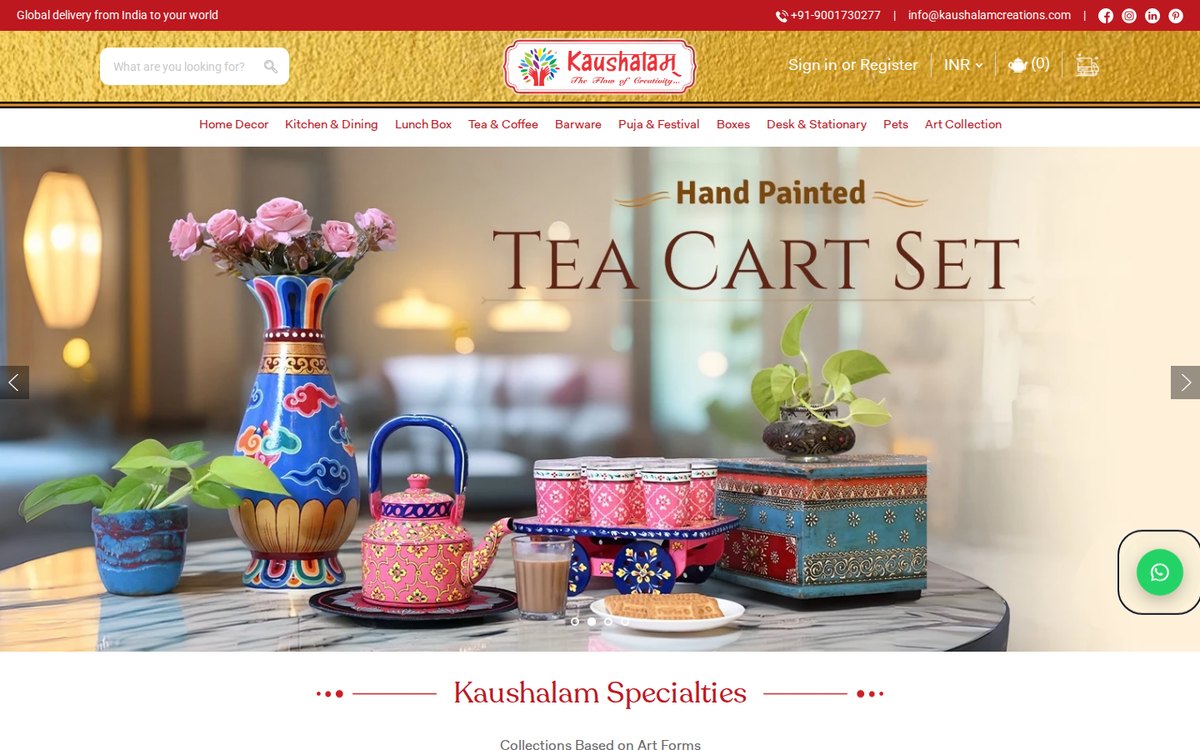 Global delivery from India to your world
+91-9001730277 | info@kaushalamcreations.com |
What are you looking for?
Kaushalam
The Flow of Creativity...
Sign in or Register
INR
(0)
Home Decor Kitchen & Dining Lunch Box Tea & Coffee Barware Puja & Festival Boxes Desk & Stationary Pets Art Collection
Hand Painted
TEA CART SET
Kaushalam Specialties
Collections Based on Art Forms